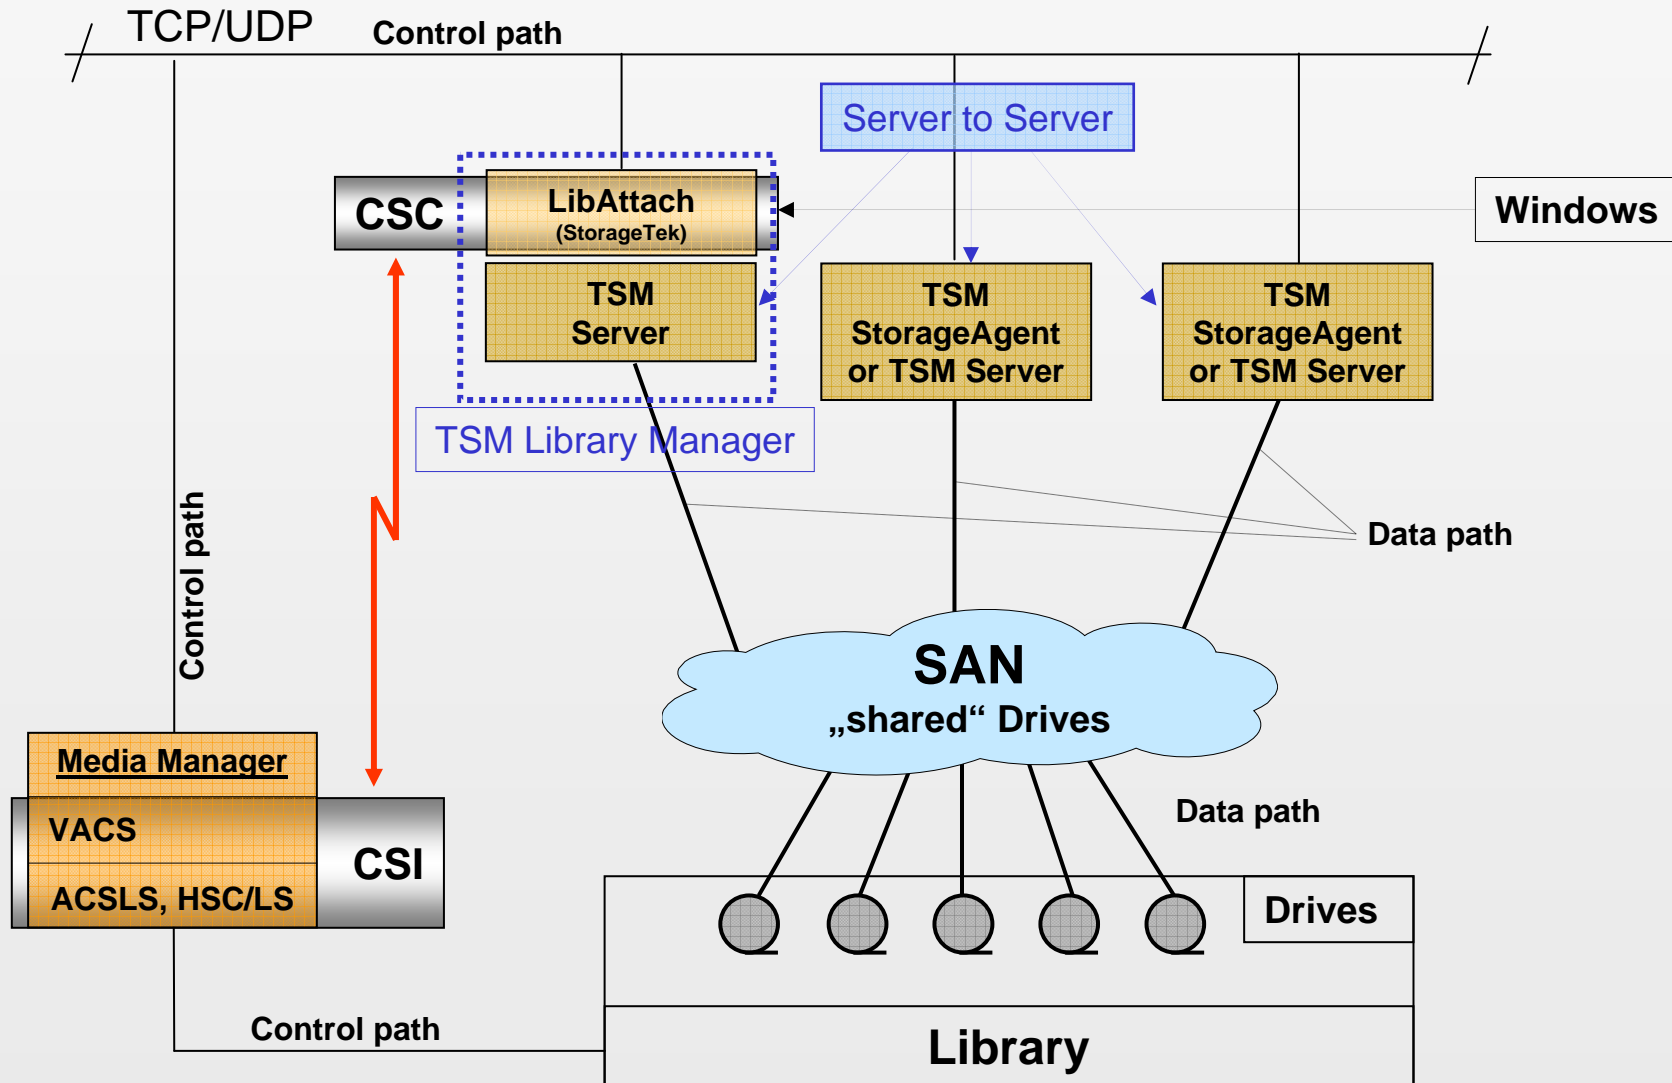 TCP/UDP
Control path
Server to Server
CSC
LibAttach
(StorageTek)
Windows
TSM
Server
TSM
StorageAgent
or TSM Server
TSM
StorageAgent
or TSM Server
TSM Library Manager
Control path
Data path
SAN
„shared“ Drives
Media Manager
VACS
ACSLS, HSC/LS
CSI
Data path
Drives
Control path
Library